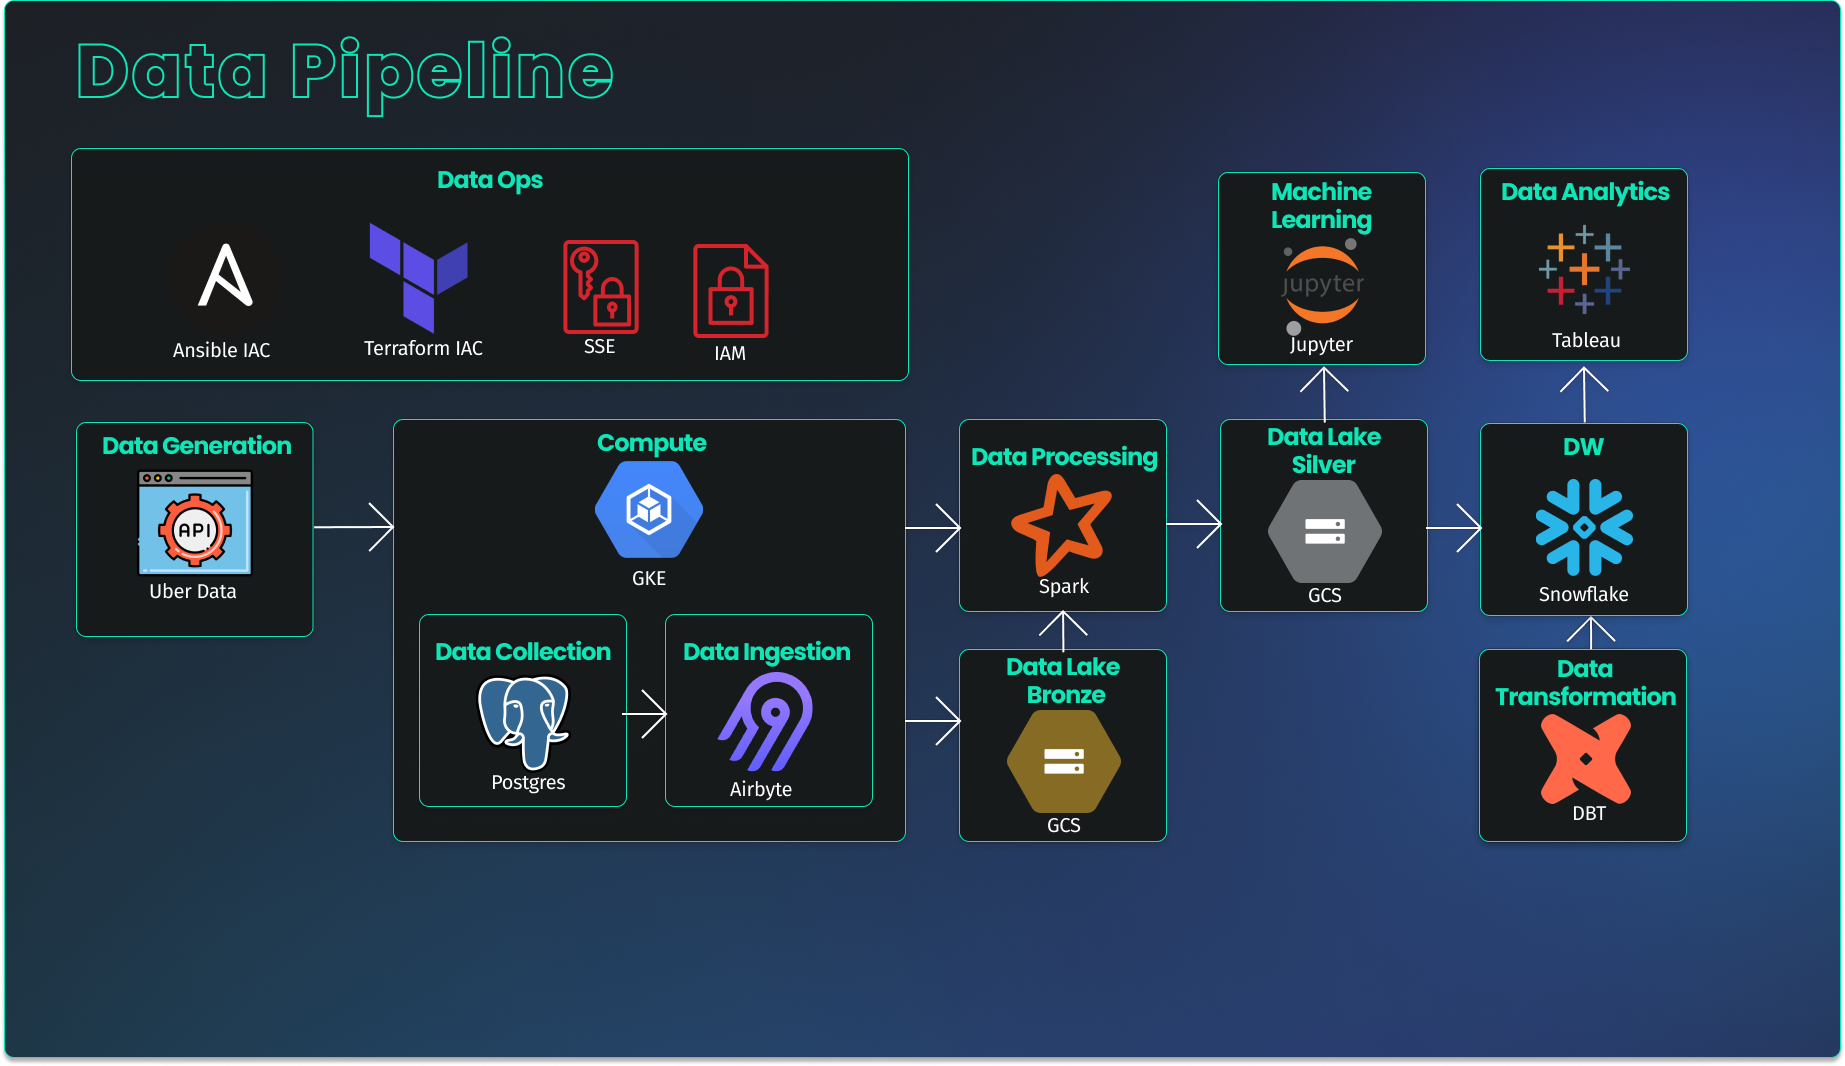 Data Pipeline
Data Ops
Ansible IAC
Terraform IAC
SSE
IAM
Machine
Learning
jupyter
Jupyter
Data Analytics
Tableau
Data Generation
API
Uber Data
Compute
GKE
Data Collection
Postgres
Data Ingestion
Airbyte
Data Processing
Spark
Data Lake
Bronze
GCS
Data Lake
Silver
GCS
DW
Snowflake
Data
Transformation
DBT